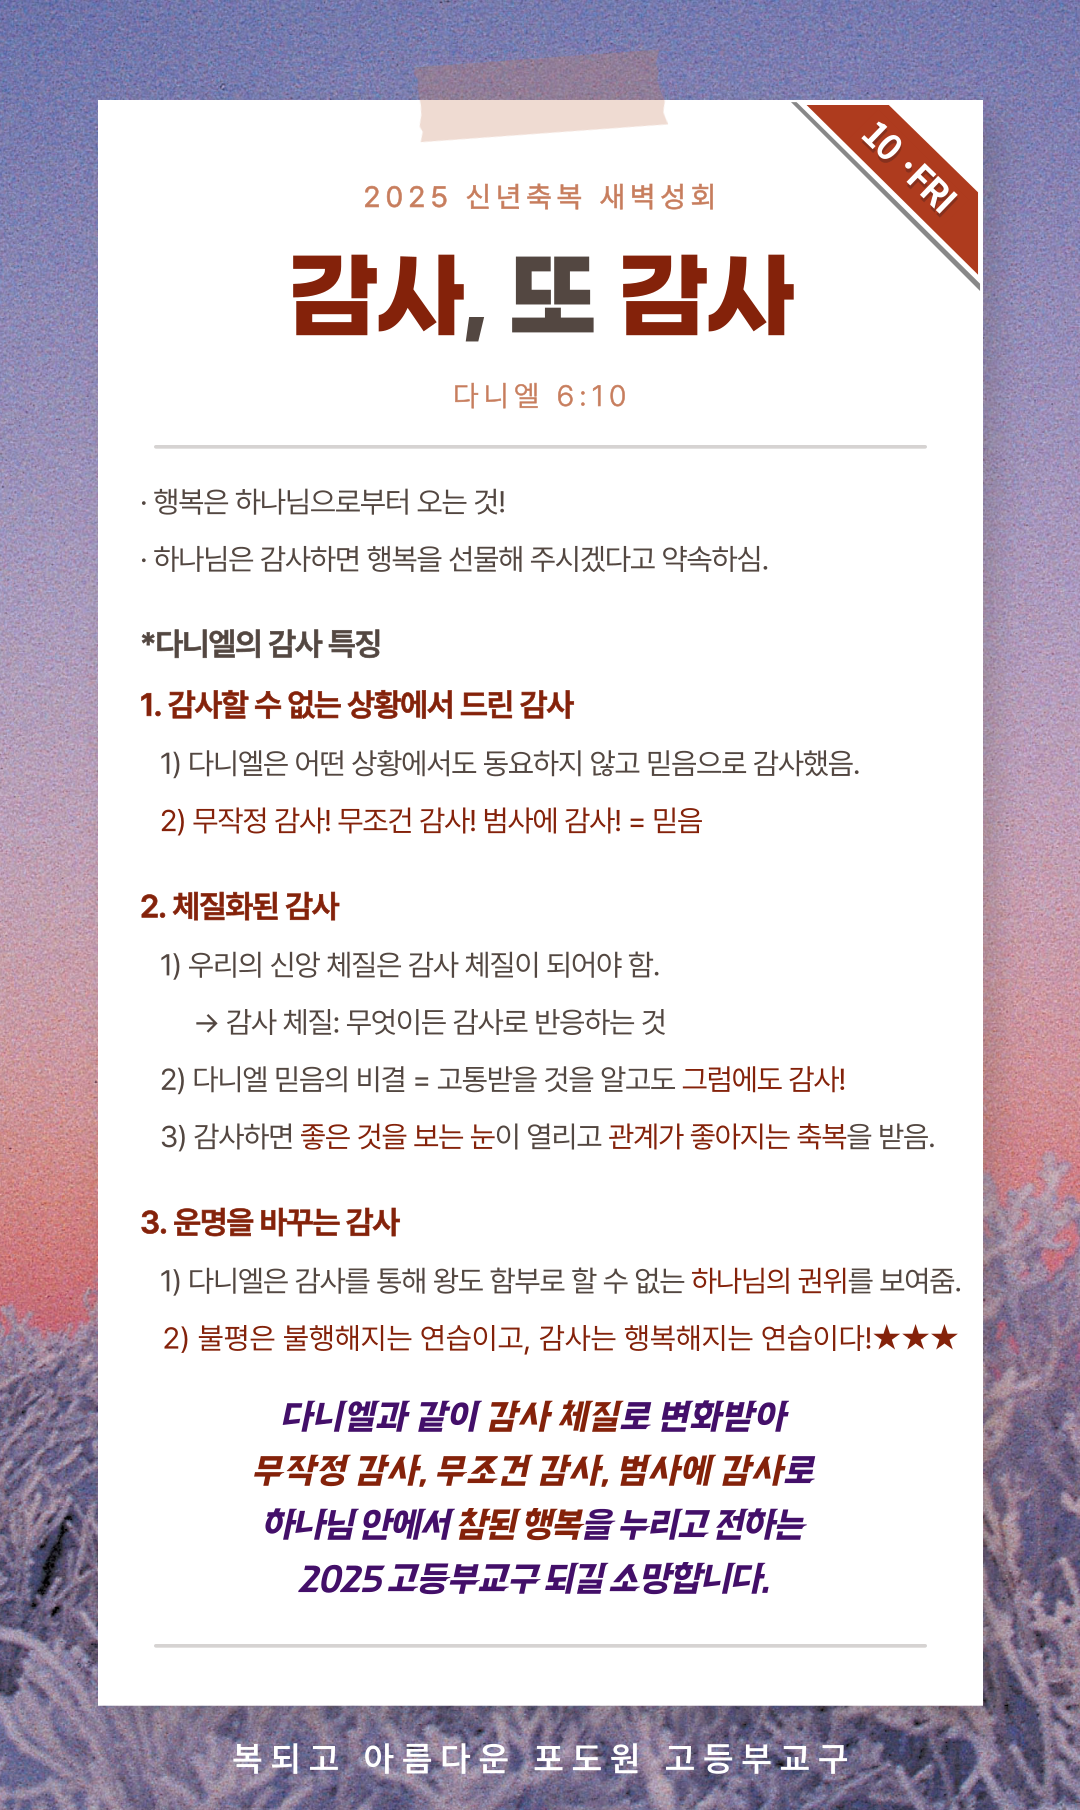 10 ·FRI
2025 신년축복 새벽성회
감사, 또 감사
다니엘 6:10
· 행복은 하나님으로부터 오는 것!
· 하나님은 감사하면 행복을 선물해 주시겠다고 약속하심.
*다니엘의 감사 특징
1. 감사할 수 없는 상황에서 드린 감사
1) 다니엘은 어떤 상황에서도 동요하지 않고 믿음으로 감사했음.
2) 무작정 감사! 무조건 감사! 범사에 감사! = 믿음
2. 체질화된 감사
1) 우리의 신앙 체질은 감사 체질이 되어야 함.
→ 감사 체질: 무엇이든 감사로 반응하는 것
2) 다니엘 믿음의 비결 = 고통받을 것을 알고도 그럼에도 감사!
3) 감사하면 좋은 것을 보는 눈이 열리고 관계가 좋아지는 축복을 받음.
3. 운명을 바꾸는 감사
1) 다니엘은 감사를 통해 왕도 함부로 할 수 없는 하나님의 권위를 보여줌.
2) 불평은 불행해지는 연습이고, 감사는 행복해지는 연습이다!★★★
다니엘과 같이 감사 체질로 변화받아
무작정 감사, 무조건 감사, 범사에 감사로
하나님 안에서 참된 행복을 누리고 전하는
2025 고등부교구 되길 소망합니다.
복되고 아름다운 포도원 고등부교구